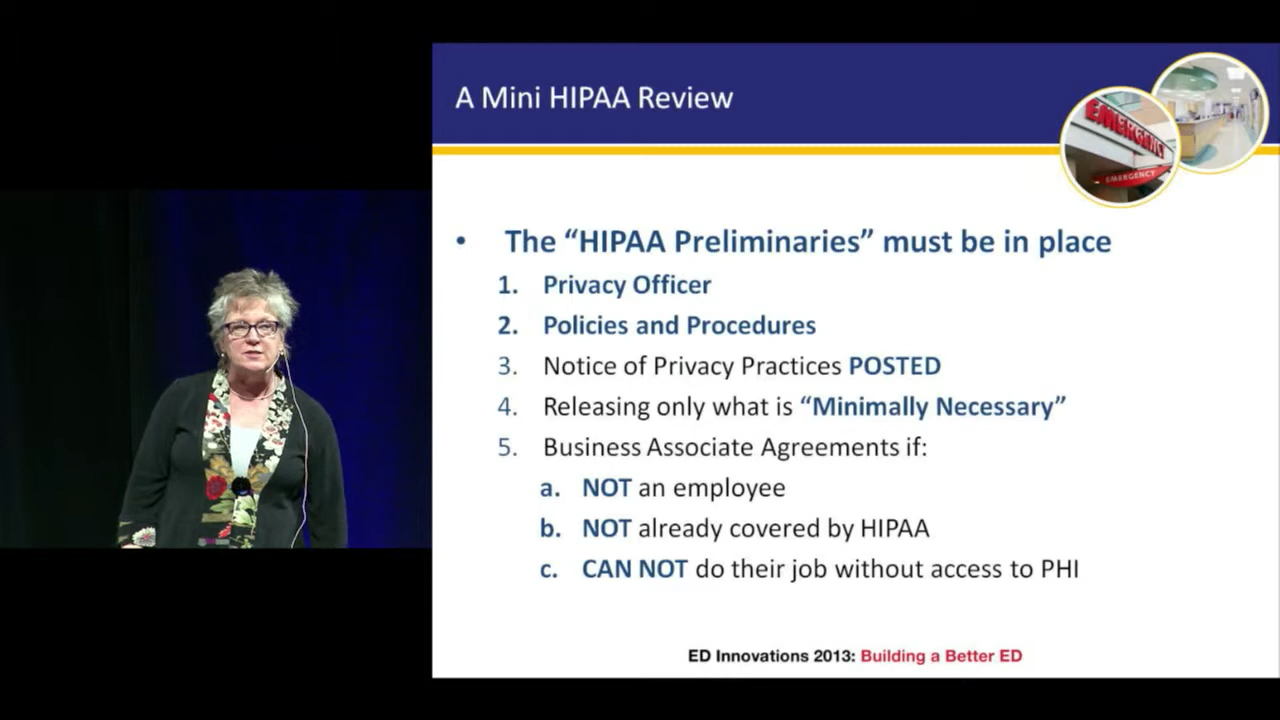 A Mini HIPAA Review
EMERGENCY
EMERGENCY
• The “HIPAA Preliminaries” must be in place
1. Privacy Officer
2. Policies and Procedures
3. Notice of Privacy Practices POSTED
4. Releasing only what is “Minimally Necessary”
5. Business Associate Agreements if:
a. NOT an employee
b. NOT already covered by HIPAA
c. CAN NOT do their job without access to PHI
ED Innovations 2013: Building a Better ED